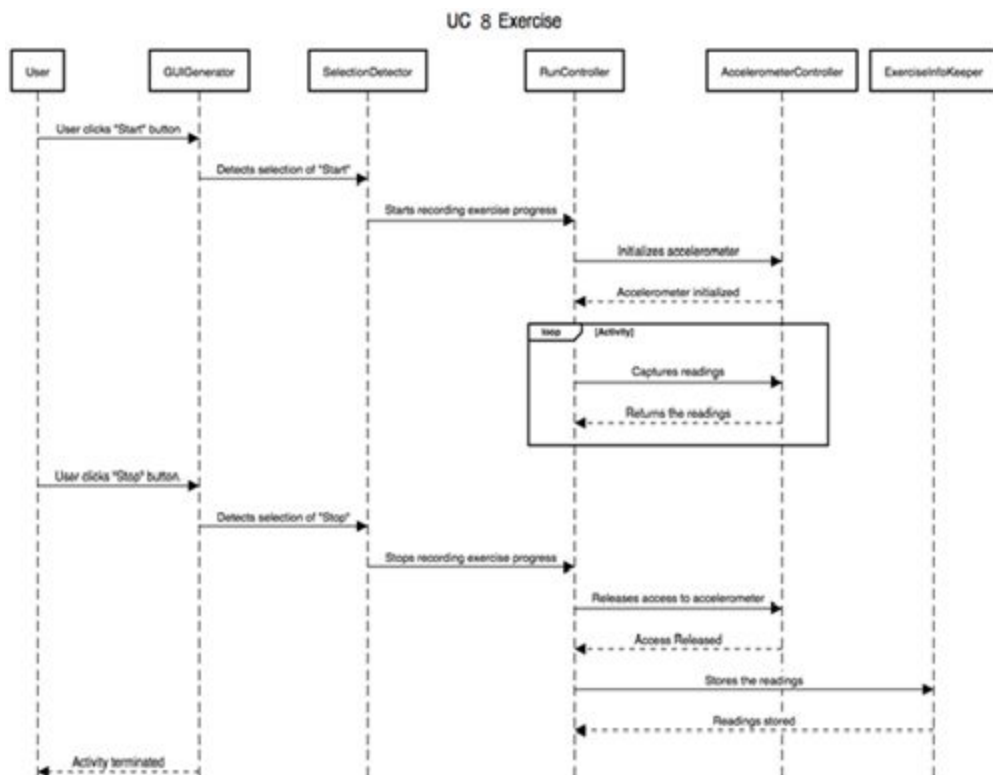 UC 8 Exercise
User
GUIGenerator
SelectionDetector
RunController
AccelerometerController
ExerciseInfoKeeper
User clicks "Start" button
Detects selection of "Start"
Starts recording exercise progress
Initializes accelerometer
Accelerometer initialized
loop [Activity]
Captures readings
Returns the readings
User clicks "Stop" button.
Detects selection of "Stop"
Stops recording exercise progress
Releases access to accelerometer
Access Released
Stores the readings
Readings stored
Activity terminated